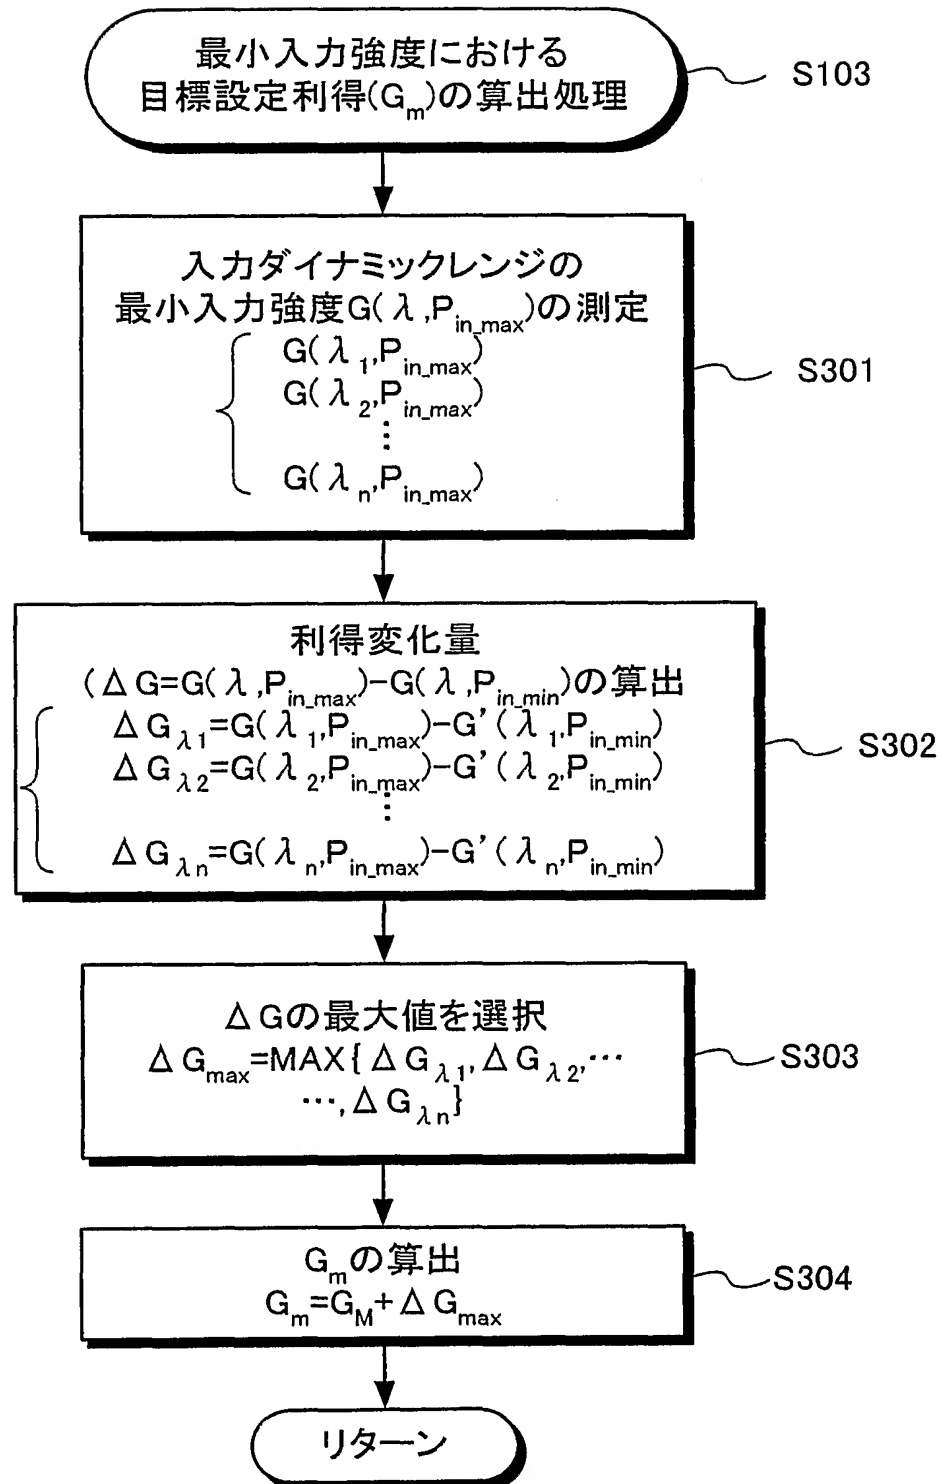 最小入力強度における
目標設定利得(Gm)の算出処理
S103
入力ダイナミックレンジの
最小入力強度G(λ,Pin_max)の測定
G(λ1,Pin_max)
G(λ2,Pin_max)
⋮
G(λn,Pin_max)
S301
利得変化量
(ΔG=G(λ,Pin_max)-G(λ,Pin_min)の算出
ΔGλ1=G(λ1,Pin_max)-G'(λ1,Pin_min)
ΔGλ2=G(λ2,Pin_max)-G'(λ2,Pin_min)
⋮
ΔGλn=G(λn,Pin_max)-G'(λn,Pin_min)
S302
ΔGの最大値を選択
ΔGmax=MAX{ΔGλ1,ΔGλ2,…
…,ΔGλn}
S303
Gmの算出
Gm=GM+ΔGmax
S304
リターン